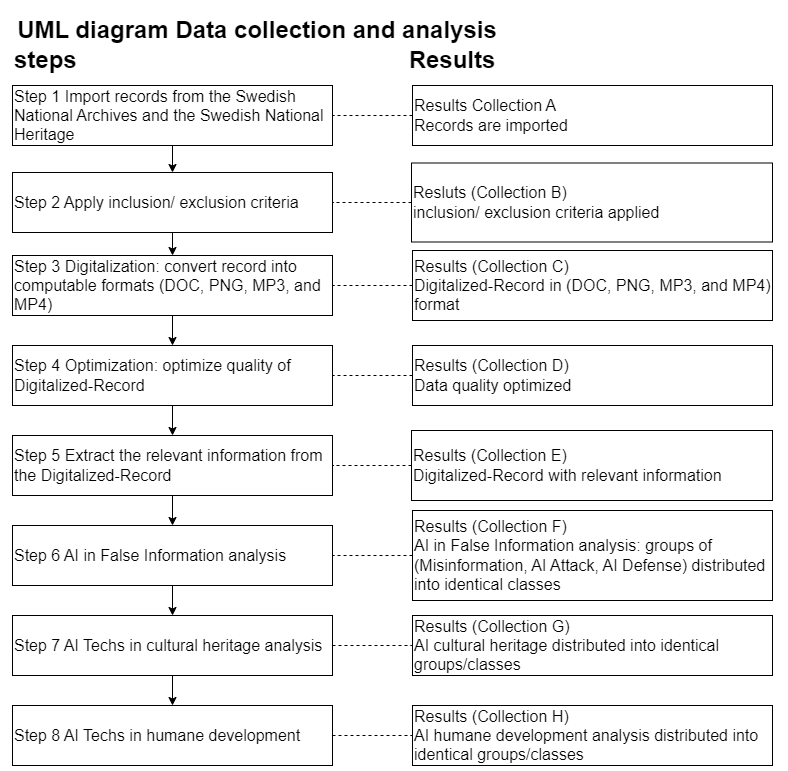 UML diagram Data collection and analysis
steps
Results
Step 1 Import records from the Swedish
National Archives and the Swedish National
Heritage
Results Collection A
Records are imported
Step 2 Apply inclusion/ exclusion criteria
Resluts (Collection B)
inclusion/ exclusion criteria applied
Step 3 Digitalization: convert record into
computable formats (DOC, PNG, MP3, and
MP4)
Results (Collection C)
Digitalized-Record in (DOC, PNG, MP3, and MP4)
format
Step 4 Optimization: optimize quality of
Digitalized-Record
Results (Collection D)
Data quality optimized
Step 5 Extract the relevant information from
the Digitalized-Record
Results (Collection E)
Digitalized-Record with relevant information
Step 6 AI in False Information analysis
Results (Collection F)
AI in False Information analysis: groups of
(Misinformation, AI Attack, AI Defense) distributed
into identical classes
Step 7 AI Techs in cultural heritage analysis
Results (Collection G)
AI cultural heritage distributed into identical
groups/classes
Step 8 AI Techs in humane development
Results (Collection H)
AI humane development analysis distributed into
identical groups/classes